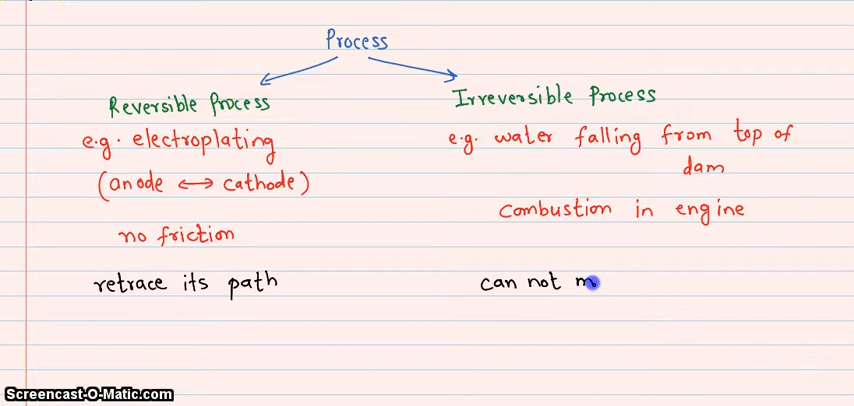 Process
Reversible Process
Irreversible Process
e.g. electroplating
(anode ↔ cathode)
no friction
retrace its path
e.g. water falling from top of
dam
combustion in engine
can not
Screencast-O-Matic.com